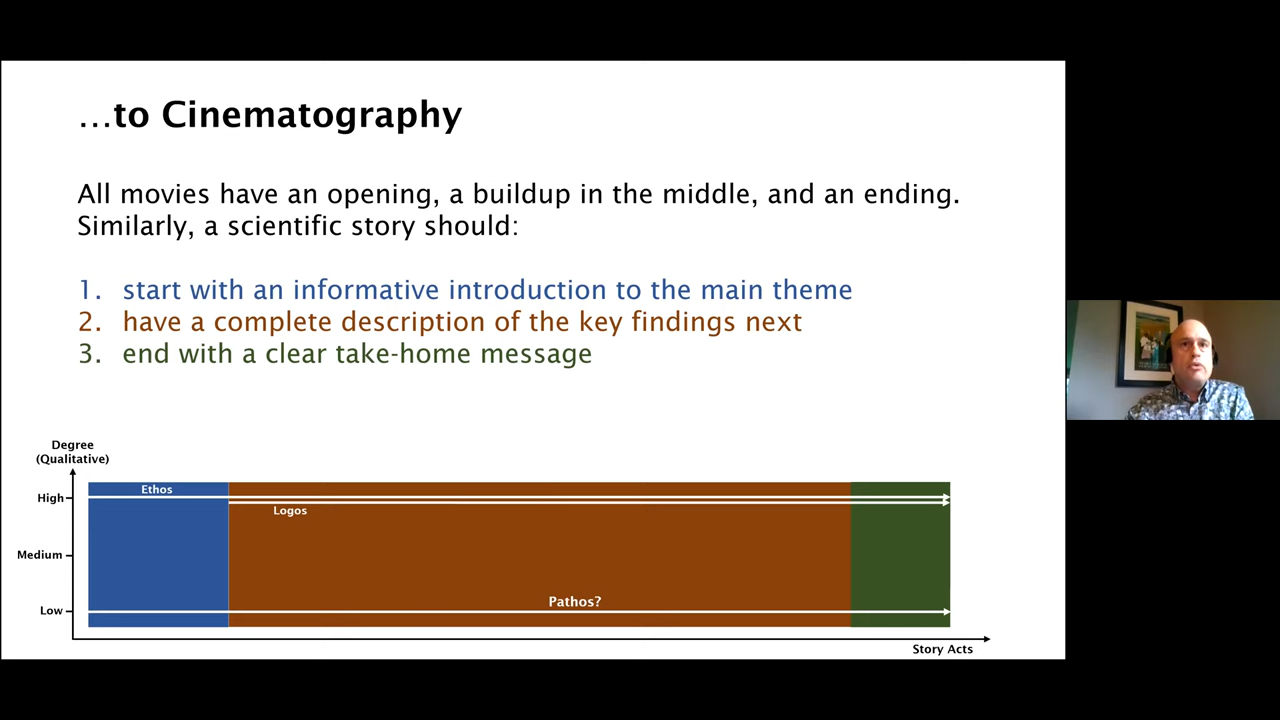 ...to Cinematography
All movies have an opening, a buildup in the middle, and an ending.
Similarly, a scientific story should:
1. start with an informative introduction to the main theme
2. have a complete description of the key findings next
3. end with a clear take-home message
Degree
(Qualitative)
High
Ethos
Logos
Medium
Low
Pathos?
Story Acts